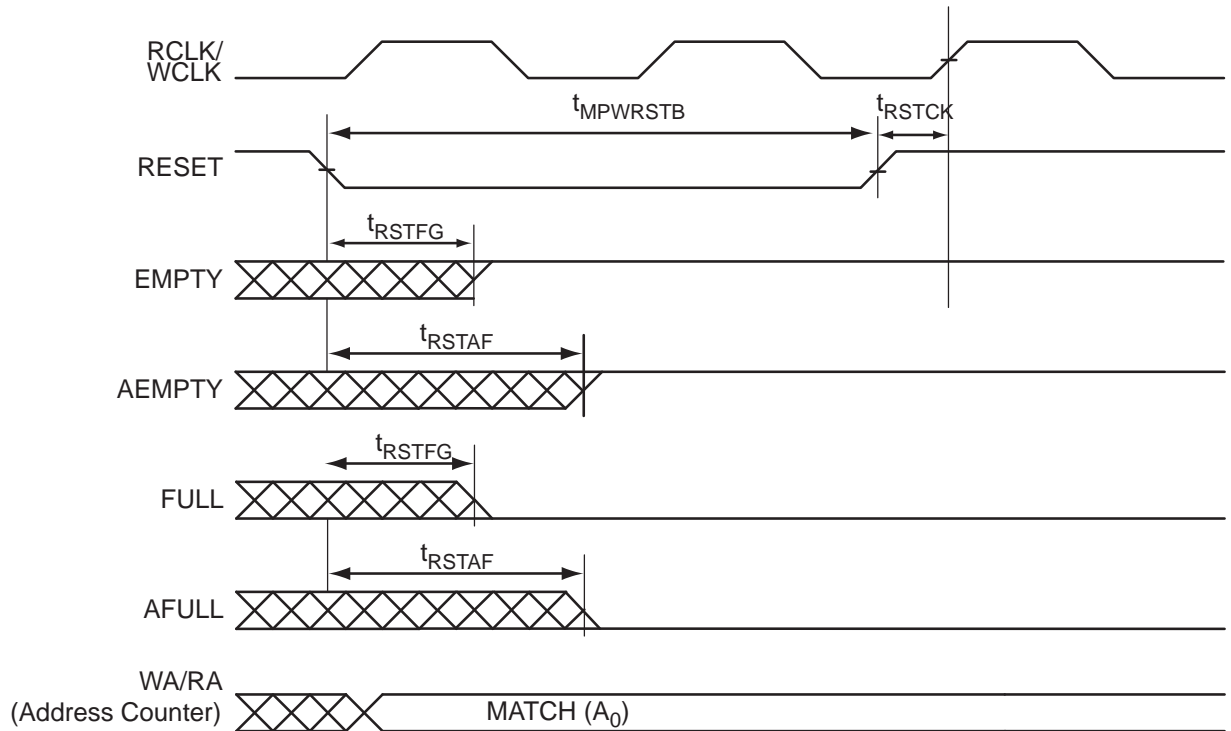 RCLK/
WCLK
tMPWRSTB
tRSTCK
RESET
tRSTFG
EMPTY
tRSTAF
AEMPTY
tRSTFG
FULL
tRSTAF
AFULL
WA/RA
(Address Counter)
MATCH (A0)